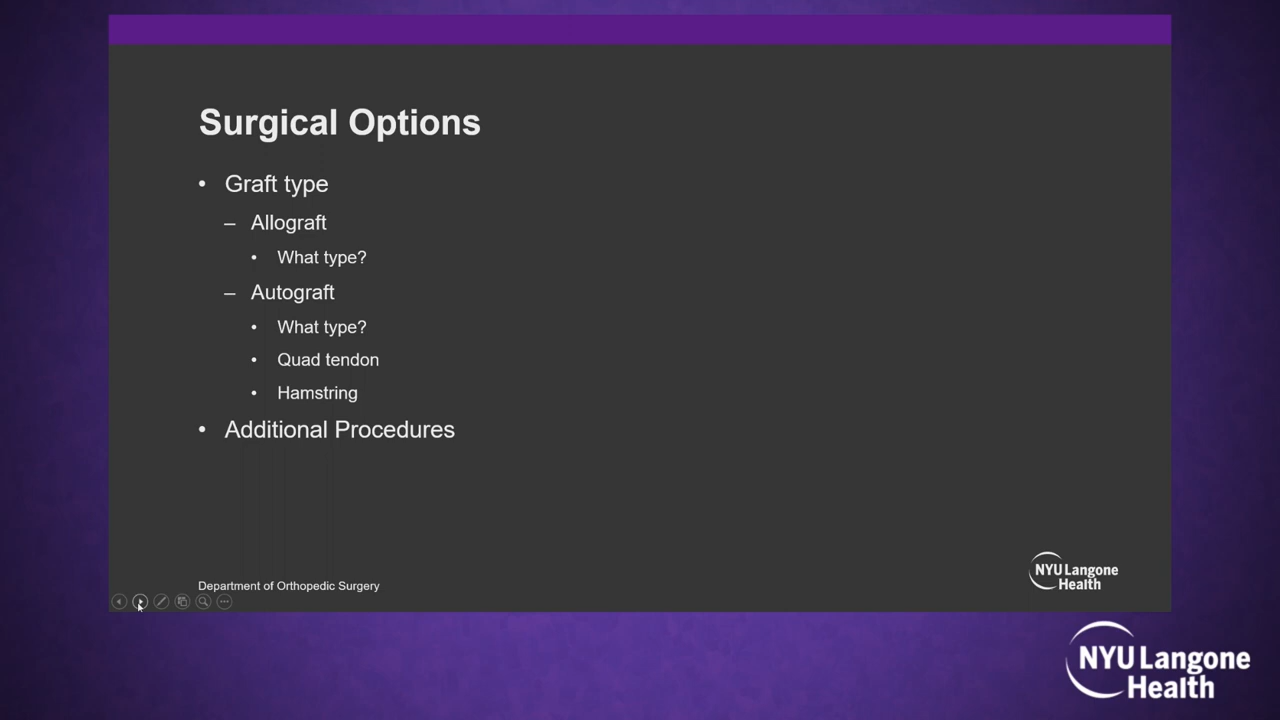 Surgical Options
• Graft type
– Allograft
• What type?
– Autograft
• What type?
• Quad tendon
• Hamstring
• Additional Procedures
Department of Orthopedic Surgery
NYU Langone
Health
NYU Langone
Health